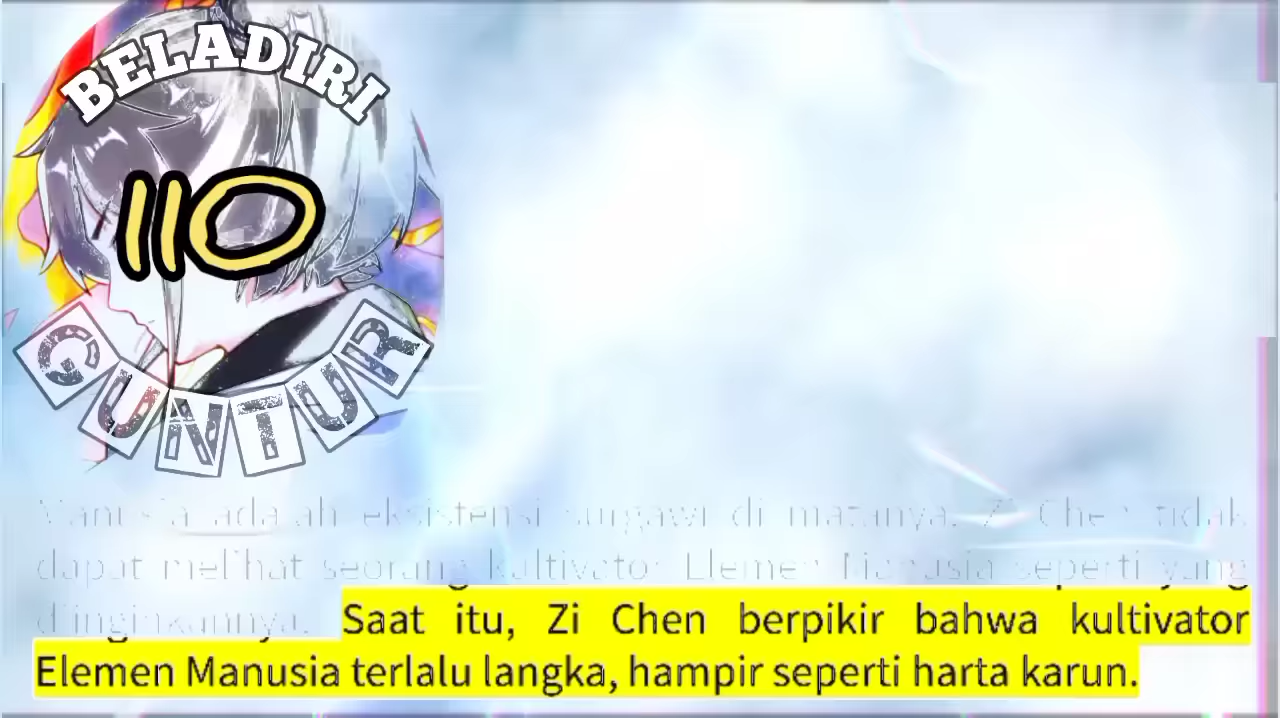 BELADIRI
110
GUNTUR
Manusia adalah eksistensi surgawi di matanya. Zi Chen tidak
dapat melihat seorang kultivator Elemen Manusia seperti yang
diinginkannya. Saat itu, Zi Chen berpikir bahwa kultivator
Elemen Manusia terlalu langka, hampir seperti harta karun.